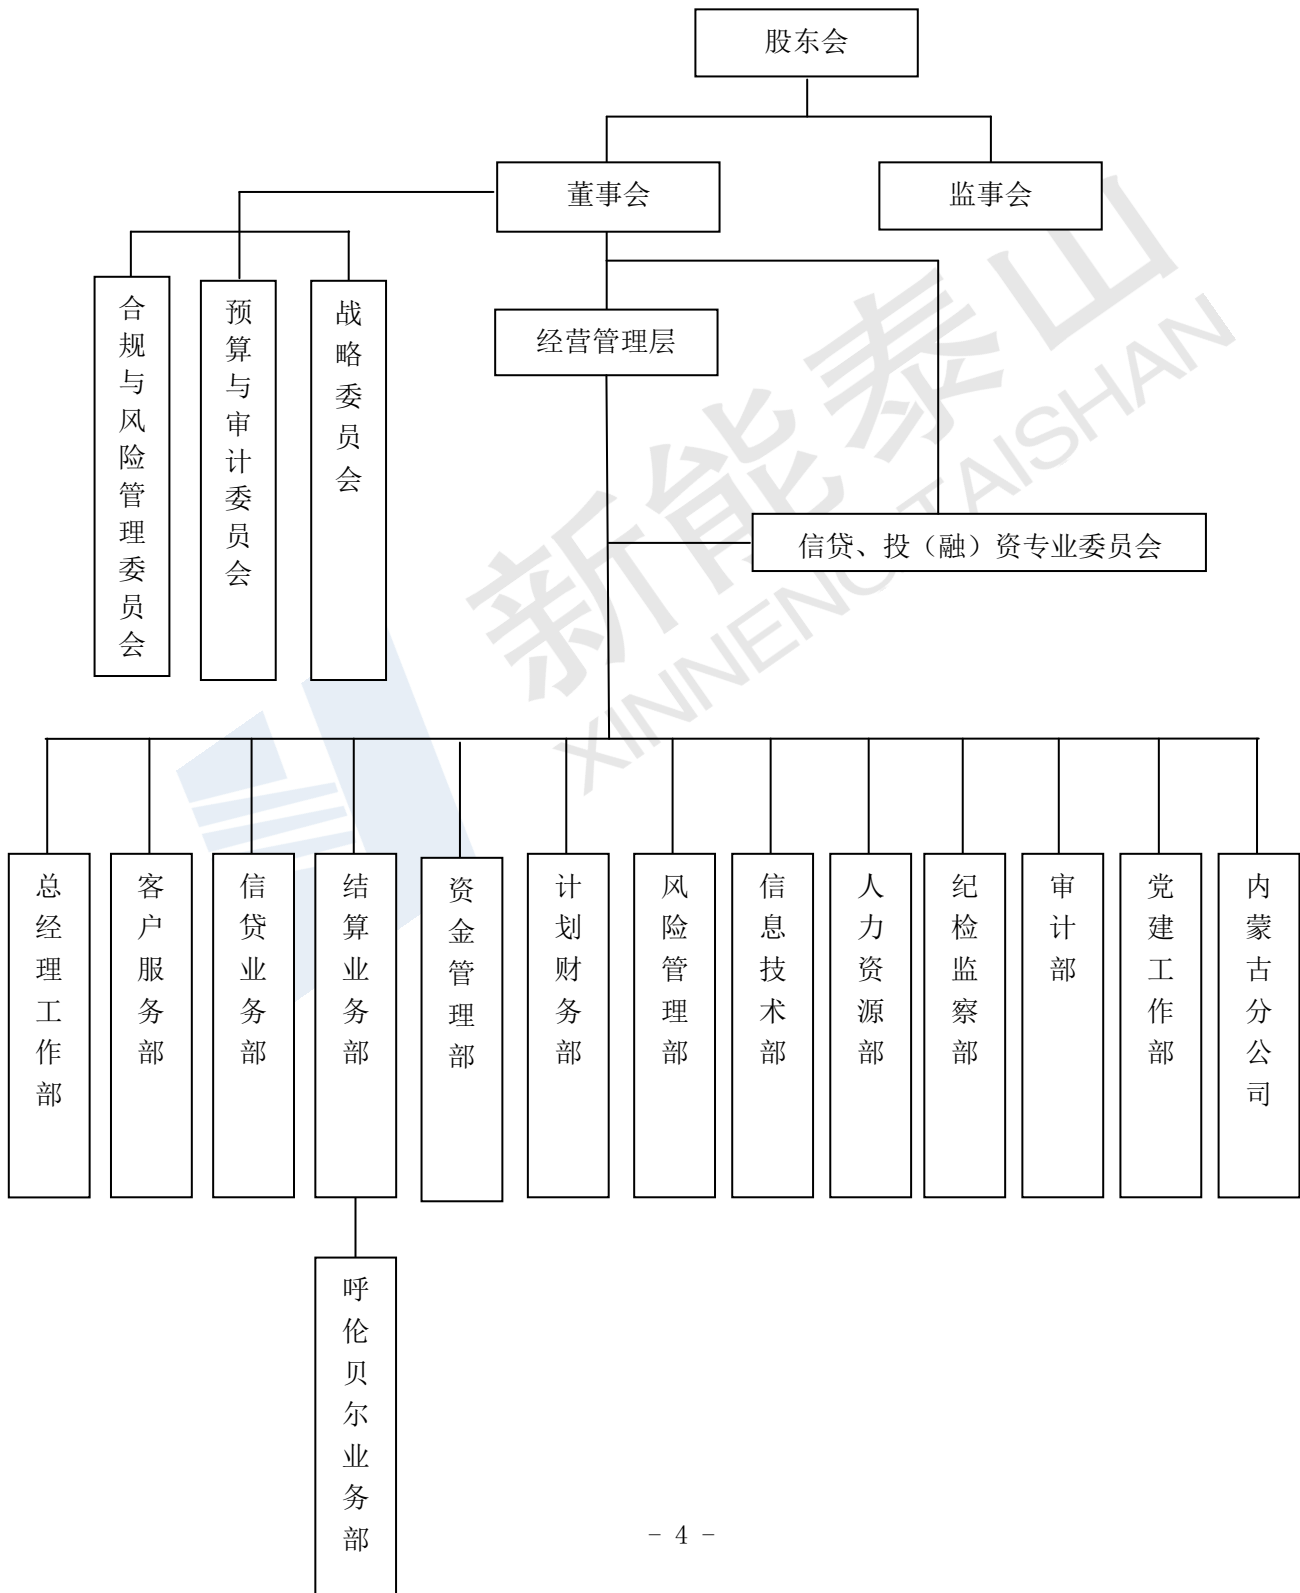 股东会
董事会
监事会
合规与风险管理委员会
预算与审计委员会
战略委员会
经营管理层
信贷、投（融）资专业委员会
新能泰山
XINNENG TAISHAN
总经理工作部
客户服务部
信贷业务部
结算业务部
资金管理部
计划财务部
风险管理部
信息技术部
人力资源部
纪检监察部
审计部
党建工作部
内蒙古分公司
呼伦贝尔业务部
- 4 -